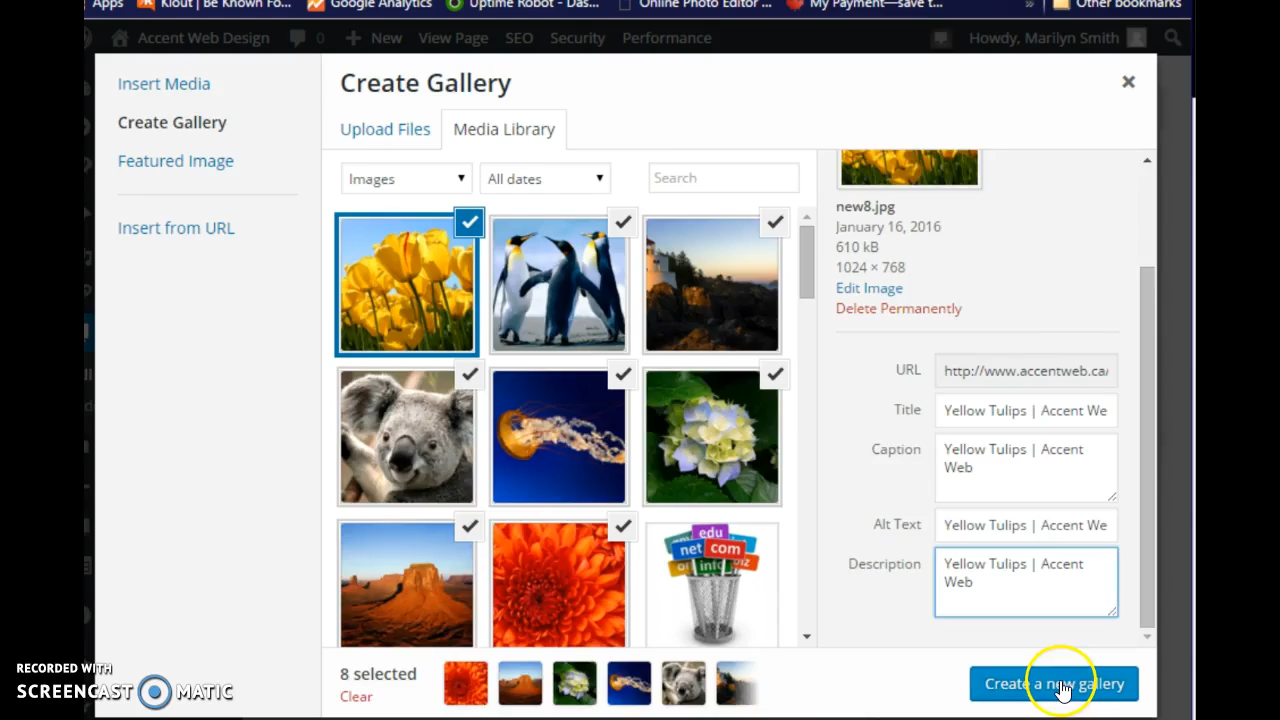 Apps Klout | Be Known Fo... Google Analytics Uptime Robot - Das... Online Photo Editor ... My Payment—save t... » Other bookmarks
Accent Web Design 0 New View Page SEO Security Performance Howdy, Marilyn Smith
Insert Media
Create Gallery
Featured Image
Insert from URL
Create Gallery
Upload Files Media Library
Images All dates Search
edu
net com
info biz
new8.jpg
January 16, 2016
610 kB
1024 × 768
Edit Image
Delete Permanently
URL http://www.accentweb.ca/
Title Yellow Tulips | Accent We
Caption Yellow Tulips | Accent
Web
Alt Text Yellow Tulips | Accent We
Description Yellow Tulips | Accent
Web
8 selected
Clear
Create a new gallery
RECORDED WITH
SCREENCAST MATIC